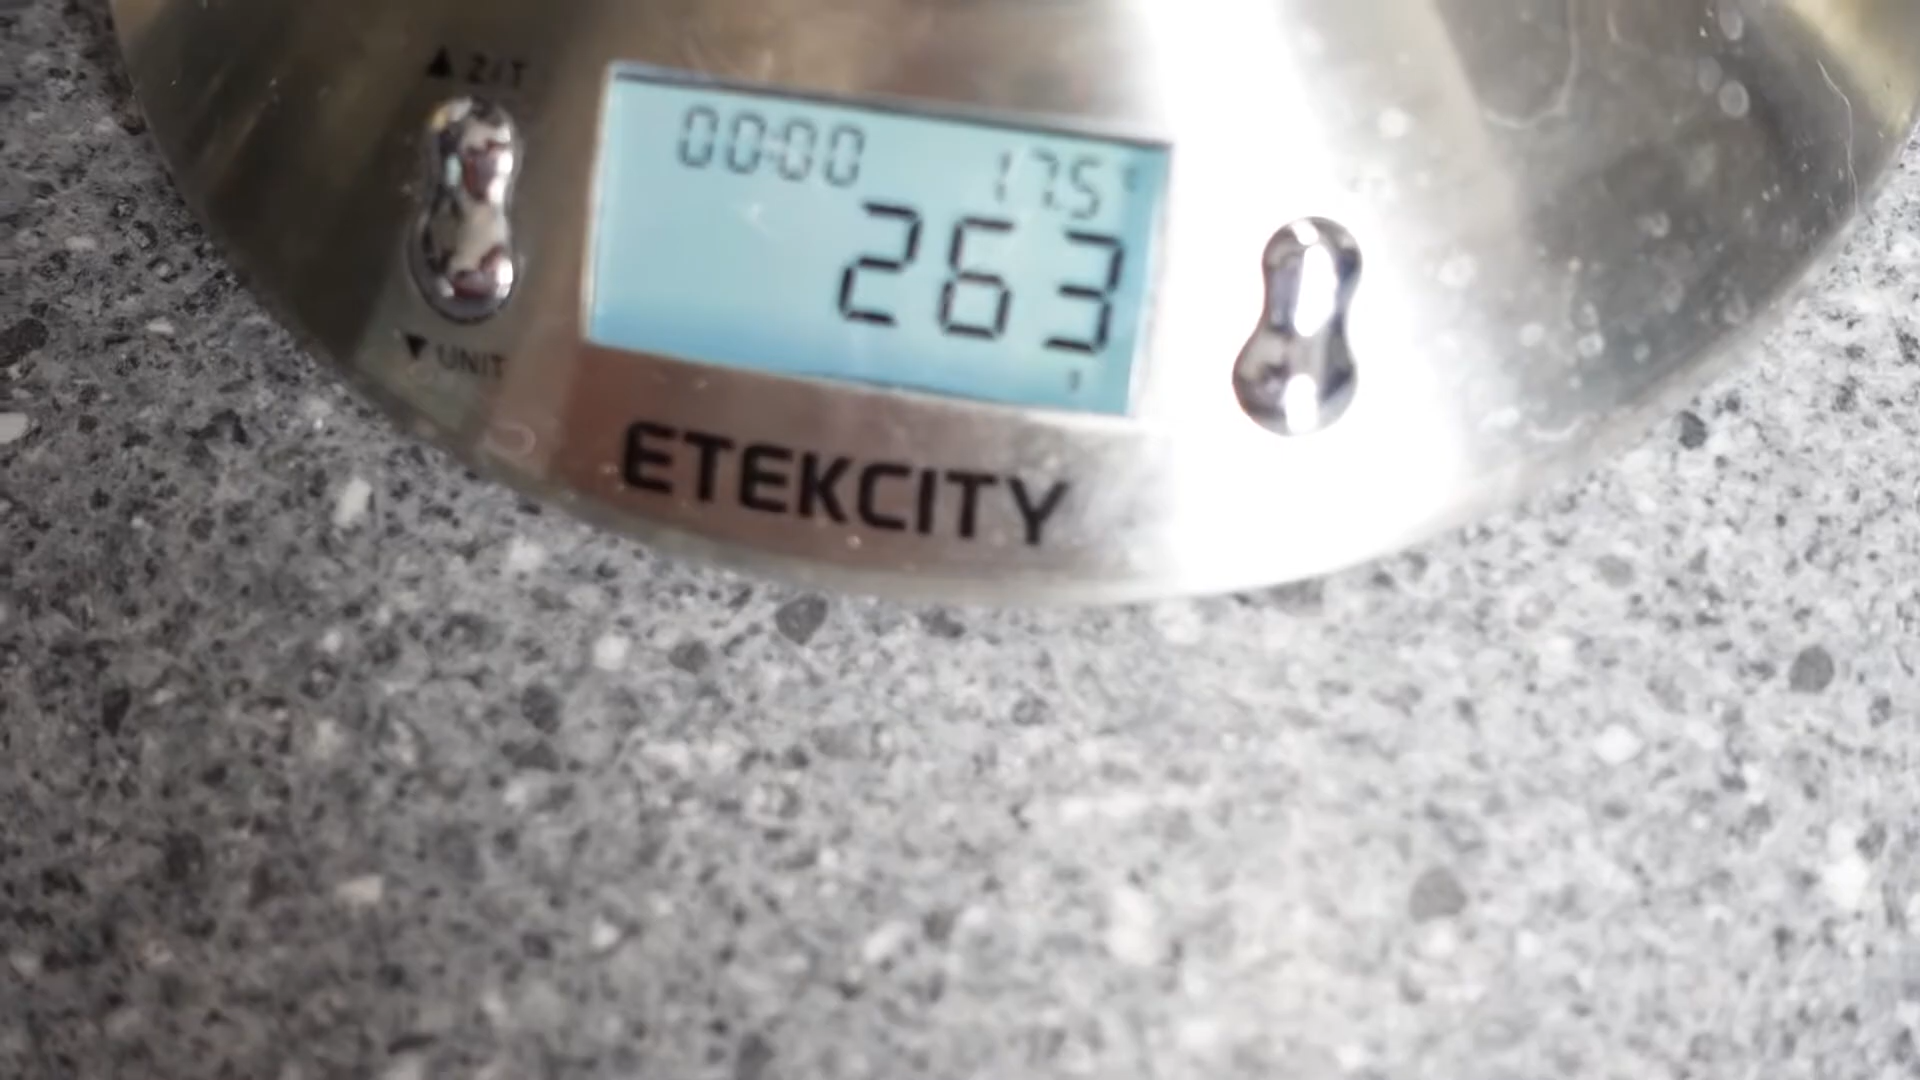 ▲ Z/T
00:00 17.5°
263
▼ UNIT
ETEKCITY